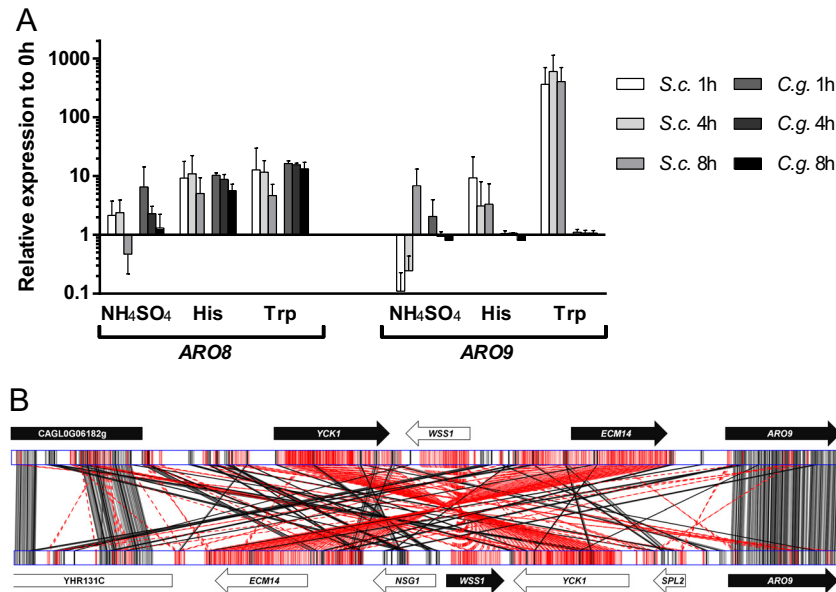 A
Relative expression to 0h
1000
100
10
1
0.1
NH₄SO₄ His Trp NH₄SO₄ His Trp
ARO8 ARO9
S.c. 1h C.g. 1h
S.c. 4h C.g. 4h
S.c. 8h C.g. 8h
B
CAGL0G06182g YCK1 WSS1 ECM14 ARO9
YHR131C ECM14 NSG1 WSS1 YCK1 SPL2 ARO9